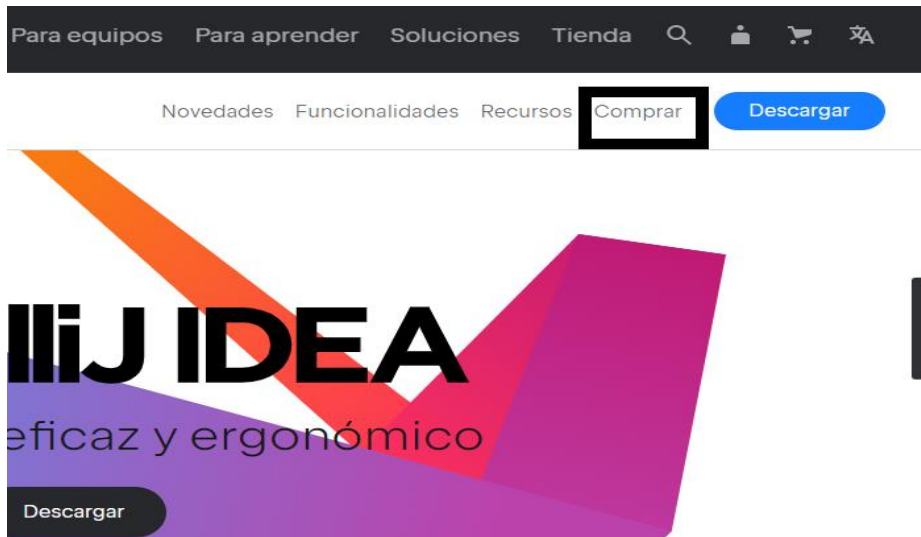 Para equipos Para aprender Soluciones Tienda
Novedades Funcionalidades Recursos Comprar Descargar
lliJ IDEA
eficaz y ergonómico
Descargar